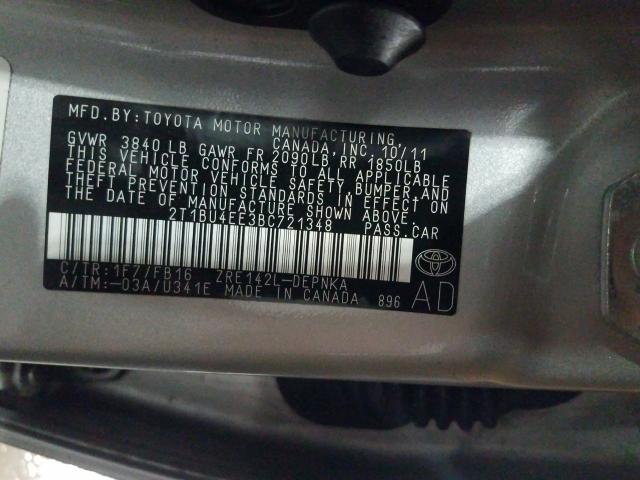 MFD.BY:TOYOTA MOTOR MANUFACTURING
CANADA, INC. 10/11
GVWR 3840 LB GAWR FR 2090LB RR 1850LB
THIS VEHICLE CONFORMS TO ALL APPLICABLE
FEDERAL MOTOR VEHICLE SAFETY, BUMPER, AND
THEFT PREVENTION STANDARDS IN EFFECT ON
THE DATE OF MANUFACTURE SHOWN ABOVE.
2T1BU4EE3BC721348 PASS.CAR
C/TR:1F7/FB16 ZRE142L-DEPNKA
A/TM:-03A/U341E MADE IN CANADA 896
AD